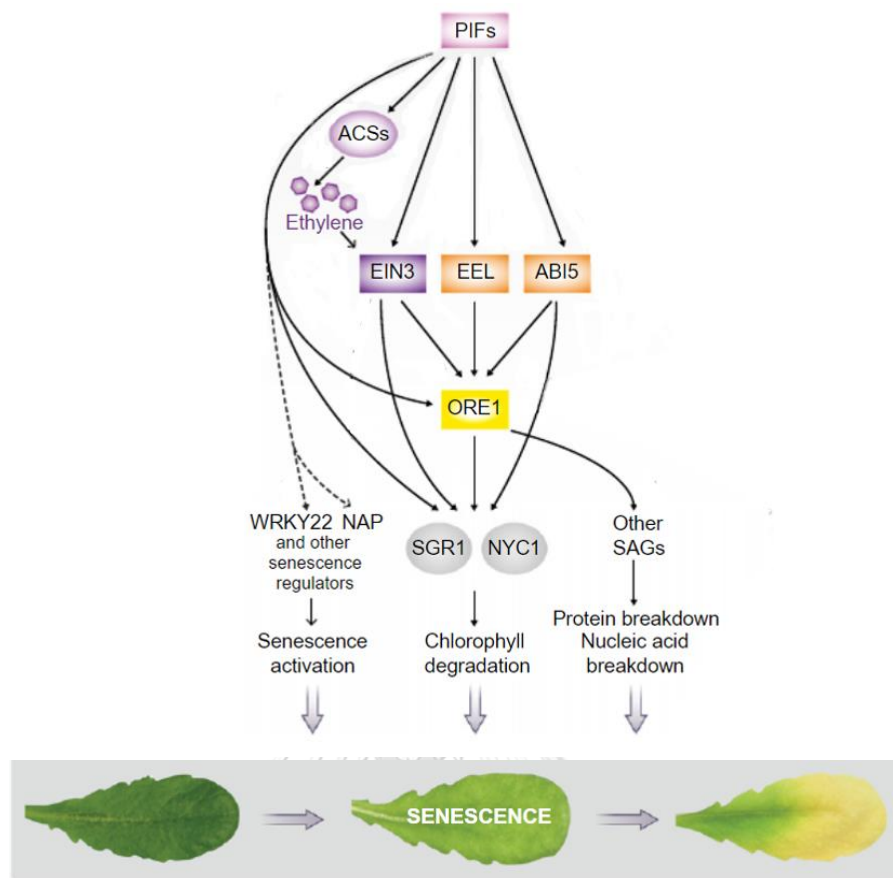 PIFs
ACSs
Ethylene
EIN3
EEL
ABI5
ORE1
WRKY22 NAP
and other
senescence
regulators
SGR1
NYC1
Other
SAGs
Senescence
activation
Chlorophyll
degradation
Protein breakdown
Nucleic acid
breakdown
SENESCENCE